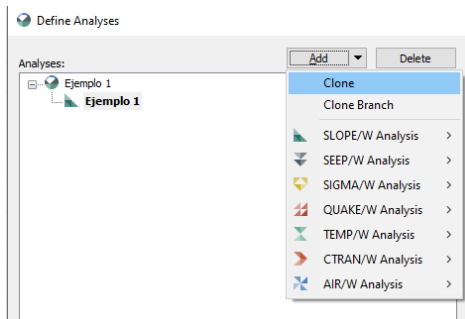 Define Analyses
Analyses:
Add
Delete
Ejemplo 1
Ejemplo 1
Clone
Clone Branch
SLOPE/W Analysis
SEEP/W Analysis
SIGMA/W Analysis
QUAKE/W Analysis
TEMP/W Analysis
CTRAN/W Analysis
AIR/W Analysis